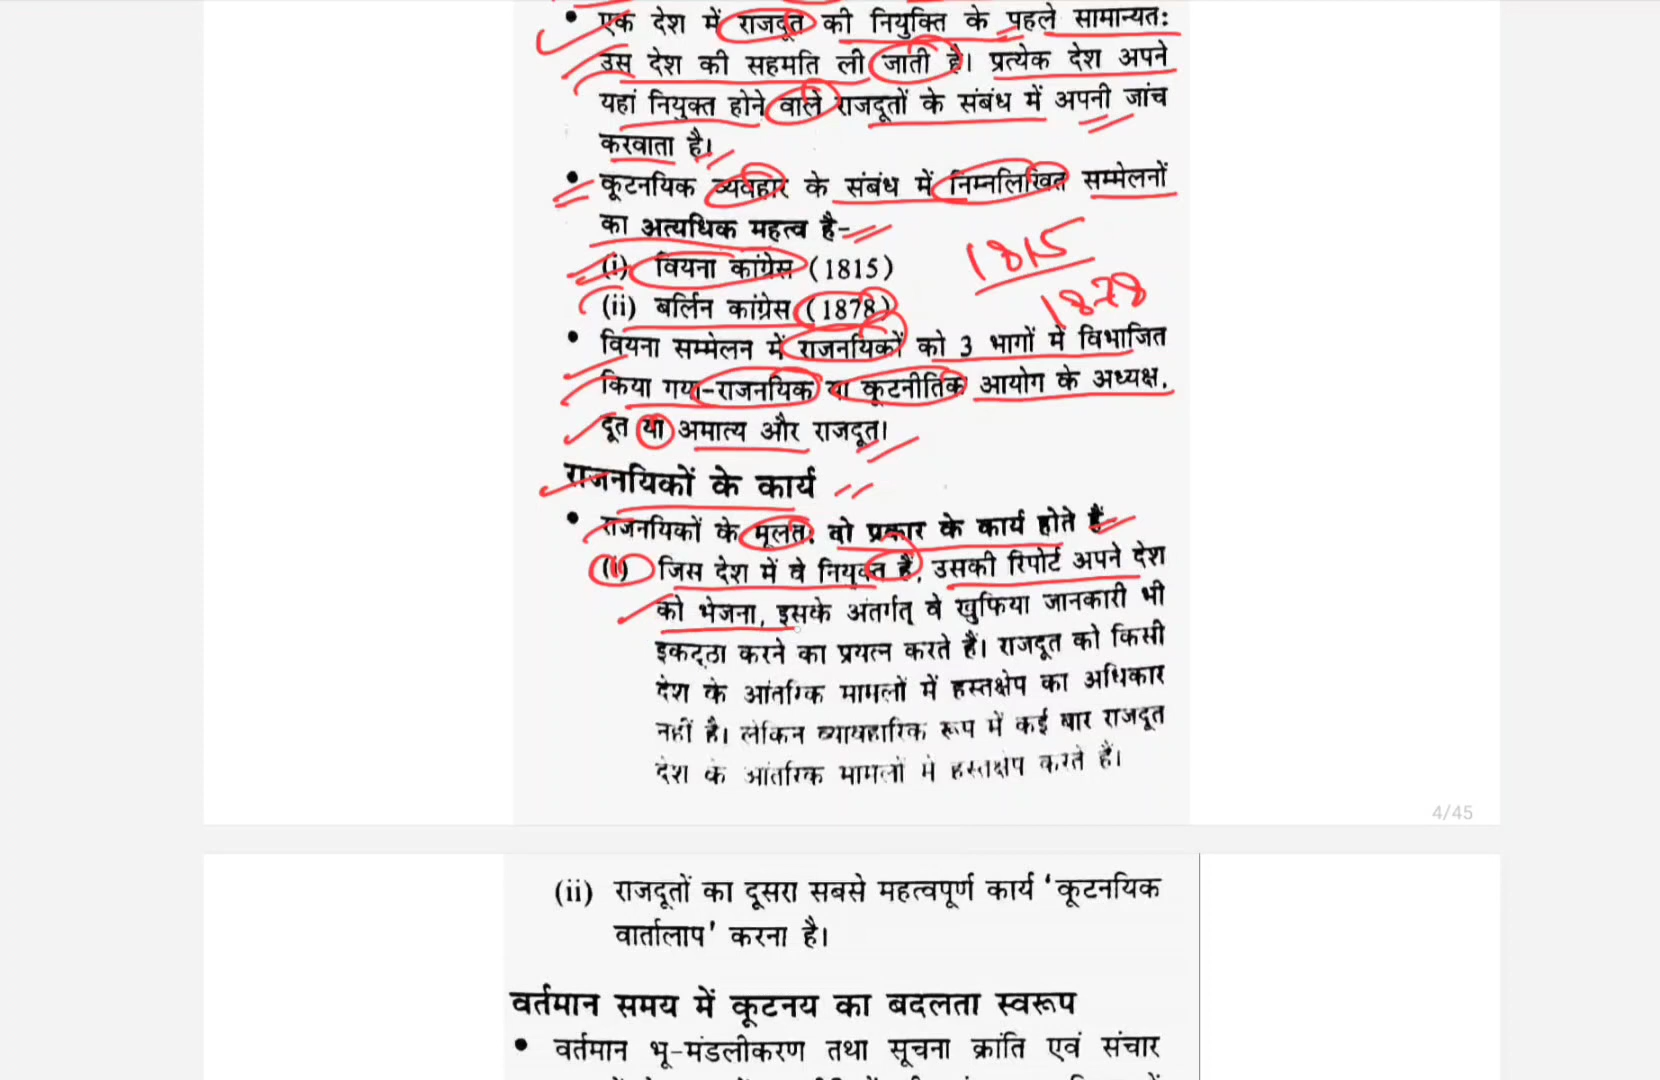 • एक देश में राजदूत की नियुक्ति के पहले सामान्यत:
उस देश की सहमति ली जाती है। प्रत्येक देश अपने
यहां नियुक्त होने वाले राजदूतों के संबंध में अपनी जांच
करवाता है।
• कूटनयिक व्यवहार के संबंध में निम्नलिखित सम्मेलनों
का अत्यधिक महत्व है-
(i) वियना कांग्रेस (1815)
1815
(ii) बर्लिन कांग्रेस (1878)
1878
• वियना सम्मेलन में राजनयिकों को 3 भागों में विभाजित
किया गया-राजनयिक या कूटनीतिक आयोग के अध्यक्ष,
दूत या अमात्य और राजदूत।
राजनयिकों के कार्य
• राजनयिकों के मूलत: दो प्रकार के कार्य होते हैं
(i) जिस देश में वे नियुक्त हैं, उसकी रिपोर्ट अपने देश
को भेजना, इसके अंतर्गत् वे खुफिया जानकारी भी
इकट्ठा करने का प्रयत्न करते हैं। राजदूत को किसी
देश के आंतरिक मामलों में हस्तक्षेप का अधिकार
नहीं है। लेकिन व्यावहारिक रूप में कई बार राजदूत
देश के आंतरिक मामलों में हस्तक्षेप करते हैं।
4/45
(ii) राजदूतों का दूसरा सबसे महत्वपूर्ण कार्य ‘कूटनयिक
वार्तालाप’ करना है।
वर्तमान समय में कूटनय का बदलता स्वरूप
• वर्तमान भू-मंडलीकरण तथा सूचना क्रांति एवं संचार